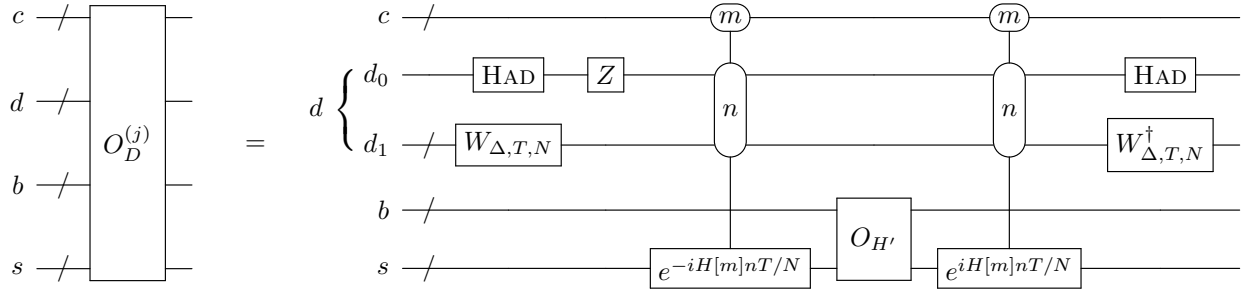 c
d
b
s
O_D^{(j)}
=
d {
c m m
d_0 HAD Z n n HAD
d_1 W_{Δ,T,N} W^†_{Δ,T,N}
b O_{H'}
s e^{-iH[m]nT/N} e^{iH[m]nT/N}